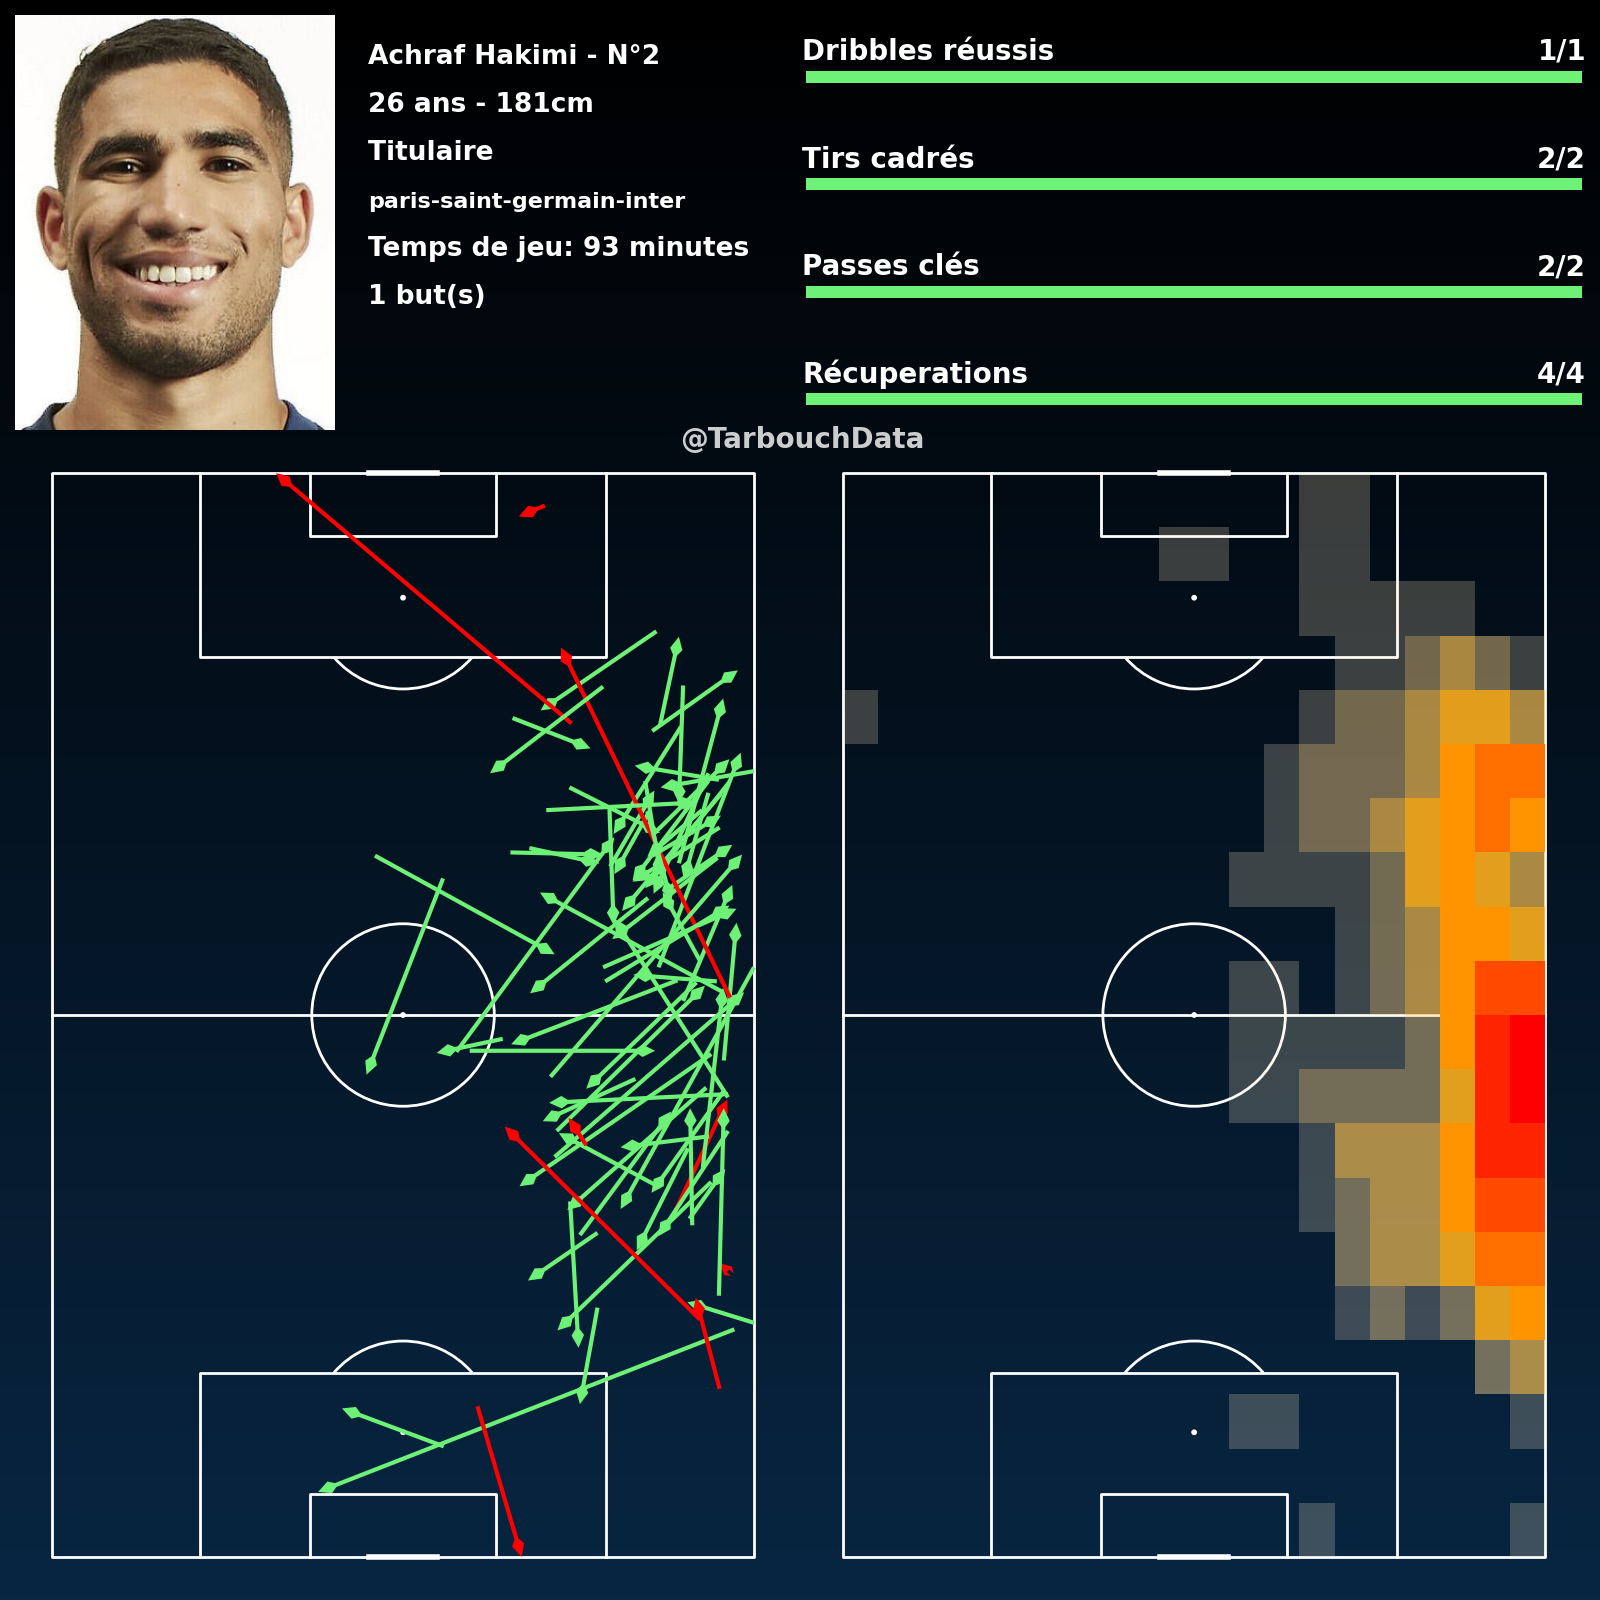 Achraf Hakimi - N°2
26 ans - 181cm
Titulaire
paris-saint-germain-inter
Temps de jeu: 93 minutes
1 but(s)
Dribbles réussis 1/1
Tirs cadrés 2/2
Passes clés 2/2
Récuperations 4/4
@TarbouchData